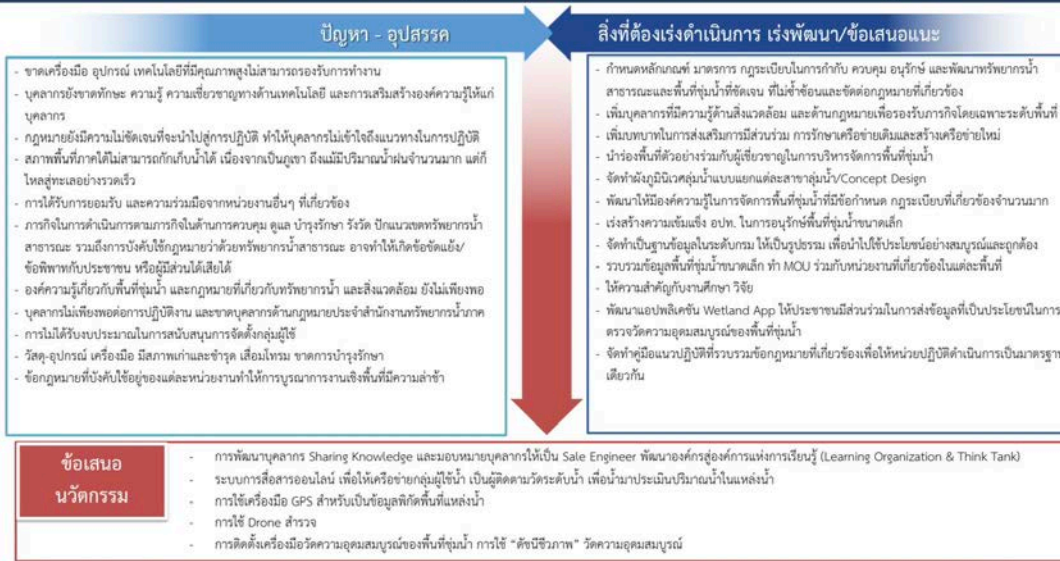 ปัญหา - อุปสรรค
- ขาดเครื่องมือ อุปกรณ์ เทคโนโลยีที่มีคุณภาพสูงไม่สามารถรองรับการทำงาน
- บุคลากรยังขาดทักษะ ความรู้ ความเชี่ยวชาญทางด้านเทคโนโลยี และการเสริมสร้างองค์ความรู้ให้แก่
บุคลากร
- กฎหมายยังมีความไม่ชัดเจนที่จะนำไปสู่การปฏิบัติ ทำให้บุคลากรไม่เข้าใจถึงแนวทางในการปฏิบัติ
- สภาพพื้นที่ภาคใต้ไม่สามารถกักเก็บน้ำได้ เนื่องจากเป็นภูเขา ถึงแม้มีปริมาณน้ำฝนจำนวนมาก แต่ก็
ไหลสู่ทะเลอย่างรวดเร็ว
- การได้รับการยอมรับ และความร่วมมือจากหน่วยงานอื่นๆ ที่เกี่ยวข้อง
- ภารกิจในการดำเนินการตามภารกิจในด้านการควบคุม ดูแล บำรุงรักษา รังวัด ปักแนวเขตทรัพยากรน้ำ
สาธารณะ รวมถึงการบังคับใช้กฎหมายว่าด้วยทรัพยากรน้ำสาธารณะ อาจทำให้เกิดข้อขัดแย้ง/
ข้อพิพาทกับประชาชน หรือผู้มีส่วนได้เสียได้
- องค์ความรู้เกี่ยวกับพื้นที่ชุ่มน้ำ และกฎหมายที่เกี่ยวกับทรัพยากรน้ำ และสิ่งแวดล้อม ยังไม่เพียงพอ
- บุคลากรไม่เพียงพอต่อการปฏิบัติงาน และขาดบุคลากรด้านกฎหมายประจำสำนักงานทรัพยากรน้ำภาค
- การไม่ได้รับงบประมาณในการสนับสนุนการจัดตั้งกลุ่มผู้ใช้
- วัสดุ-อุปกรณ์ เครื่องมือ มีสภาพเก่าและชำรุด เสื่อมโทรม ขาดการบำรุงรักษา
- ข้อกฎหมายที่บังคับใช้อยู่ของแต่ละหน่วยงานทำให้การบูรณาการงานเชิงพื้นที่มีความล่าช้า
สิ่งที่ต้องเร่งดำเนินการ เร่งพัฒนา/ข้อเสนอแนะ
- กำหนดหลักเกณฑ์ มาตรการ กฎระเบียบในการกำกับ ควบคุม อนุรักษ์ และพัฒนาทรัพยากรน้ำ
สาธารณะและพื้นที่ชุ่มน้ำที่ชัดเจน ที่ไม่ซ้ำซ้อนและขัดต่อกฎหมายที่เกี่ยวข้อง
- เพิ่มบุคลากรที่มีความรู้ด้านสิ่งแวดล้อม และด้านกฎหมายเพื่อรองรับภารกิจโดยเฉพาะระดับพื้นที่
- เพิ่มบทบาทในการส่งเสริมการมีส่วนร่วม การรักษาเครือข่ายเดิมและสร้างเครือข่ายใหม่
- นำร่องพื้นที่ตัวอย่างร่วมกับผู้เชี่ยวชาญในการบริหารจัดการพื้นที่ชุ่มน้ำ
- จัดทำผังภูมินิเวศลุ่มน้ำแบบแยกแต่ละสาขาลุ่มน้ำ/Concept Design
- พัฒนาให้มีองค์ความรู้ในการจัดการพื้นที่ชุ่มน้ำที่มีข้อกำหนด กฎระเบียบที่เกี่ยวข้องจำนวนมาก
- เร่งสร้างความเข้มแข็ง อปท. ในการอนุรักษ์พื้นที่ชุ่มน้ำขนาดเล็ก
- จัดทำเป็นฐานข้อมูลในระดับกรม ให้เป็นรูปธรรม เพื่อนำไปใช้ประโยชน์อย่างสมบูรณ์และถูกต้อง
- รวบรวมข้อมูลพื้นที่ชุ่มน้ำขนาดเล็ก ทำ MOU ร่วมกับหน่วยงานที่เกี่ยวข้องในแต่ละพื้นที่
- ให้ความสำคัญกับงานศึกษา วิจัย
- พัฒนาแอปพลิเคชัน Wetland App ให้ประชาชนมีส่วนร่วมในการส่งข้อมูลที่เป็นประโยชน์ในการ
ตรวจวัดความอุดมสมบูรณ์ของพื้นที่ชุ่มน้ำ
- จัดทำคู่มือแนวปฏิบัติที่รวบรวมข้อกฎหมายที่เกี่ยวข้องเพื่อให้หน่วยปฏิบัติดำเนินการเป็นมาตรฐาน
เดียวกัน
ข้อเสนอ
นวัตกรรม
- การพัฒนาบุคลากร Sharing Knowledge และมอบหมายบุคลากรให้เป็น Sale Engineer พัฒนาองค์กรสู่องค์การแห่งการเรียนรู้ (Learning Organization & Think Tank)
- ระบบการสื่อสารออนไลน์ เพื่อให้เครือข่ายกลุ่มผู้ใช้น้ำ เป็นผู้ติดตามวัดระดับน้ำ เพื่อนำมาประเมินปริมาณน้ำในแหล่งน้ำ
- การใช้เครื่องมือ GPS สำหรับเป็นข้อมูลพิกัดพื้นที่แหล่งน้ำ
- การใช้ Drone สำรวจ
- การติดตั้งเครื่องมือวัดความอุดมสมบูรณ์ของพื้นที่ชุ่มน้ำ การใช้ "ดัชนีชีวภาพ" วัดความอุดมสมบูรณ์